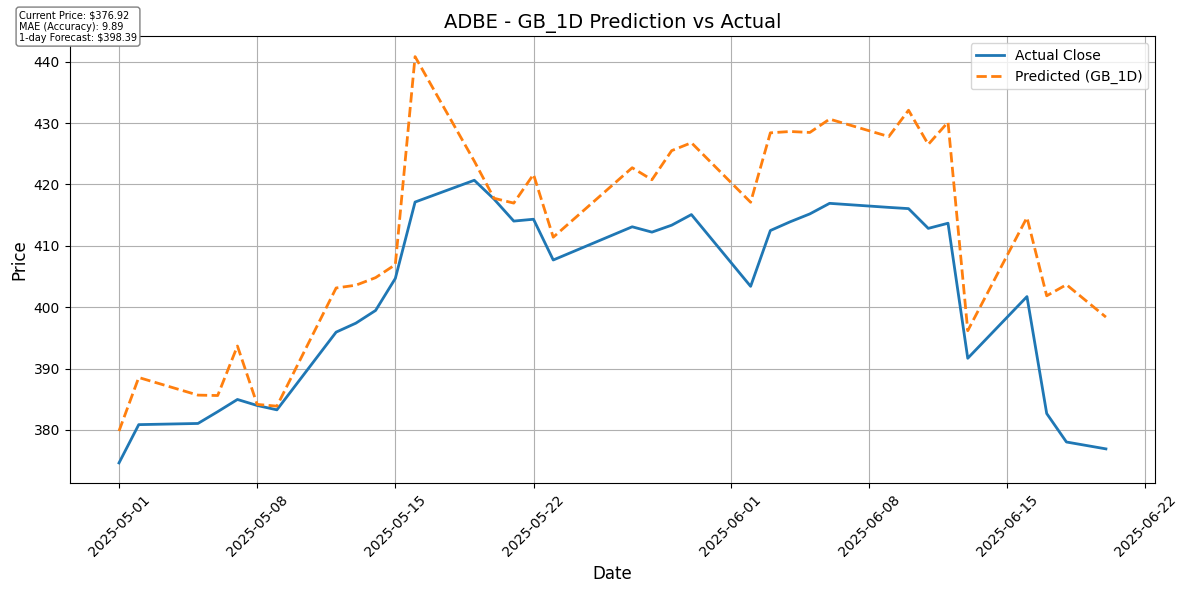 ADBE - GB_1D Prediction vs Actual
Current Price: $376.92
MAE (Accuracy): 9.89
1-day Forecast: $398.39
Actual Close
Predicted (GB_1D)
Price
440
430
420
410
400
390
380
2025-05-01
2025-05-08
2025-05-15
2025-05-22
2025-06-01
2025-06-08
2025-06-15
2025-06-22
Date